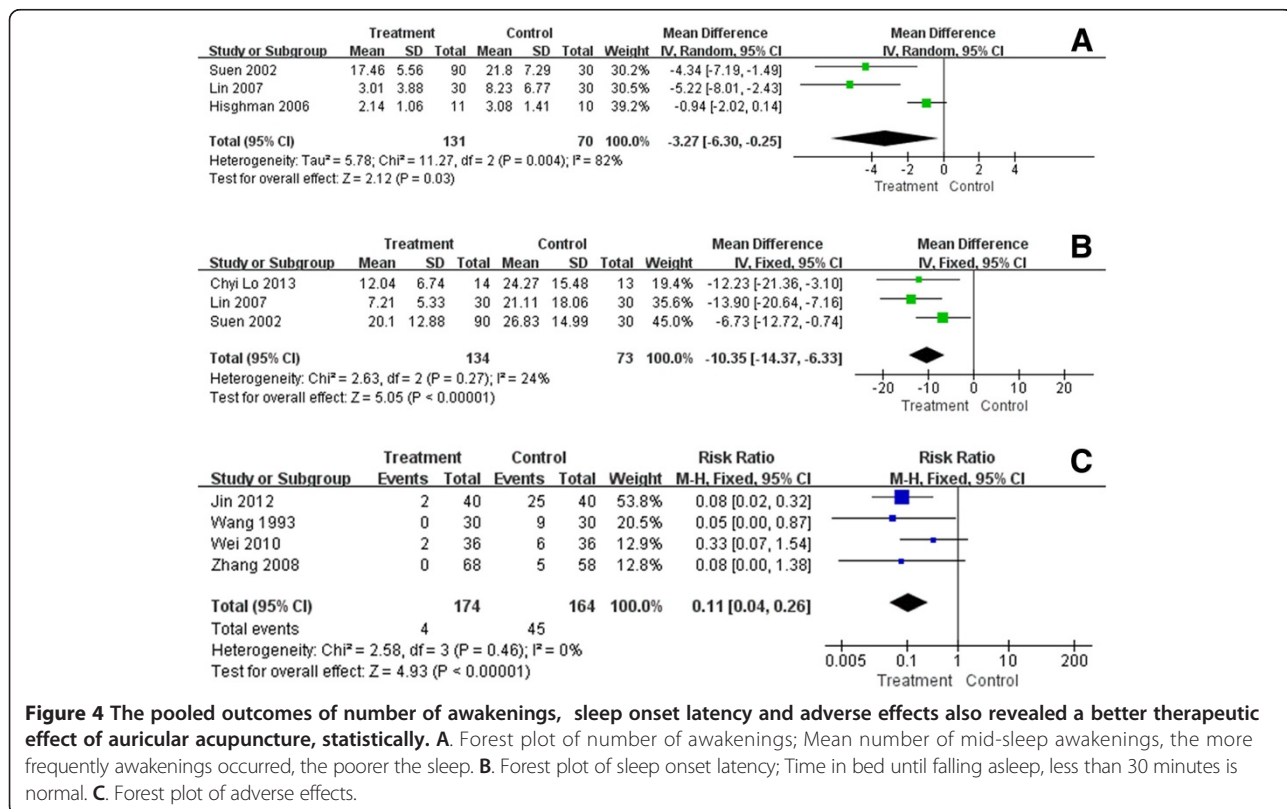 A
Treatment Control Mean Difference Mean Difference
Study or Subgroup Mean SD Total Mean SD Total Weight IV, Random, 95% CI IV, Random, 95% CI
Suen 2002 17.46 5.56 90 21.8 7.29 30 30.2% -4.34 [-7.19, -1.49]
Lin 2007 3.01 3.88 30 8.23 6.77 30 30.5% -5.22 [-8.01, -2.43]
Hisghman 2006 2.14 1.06 11 3.08 1.41 10 39.2% -0.94 [-2.02, 0.14]
Total (95% CI) 131 70 100.0% -3.27 [-6.30, -0.25]
Heterogeneity: Tau² = 5.78; Chi² = 11.27, df = 2 (P = 0.004); I² = 82%
Test for overall effect: Z = 2.12 (P = 0.03)
-4 -2 0 2 4
Treatment Control
B
Treatment Control Mean Difference Mean Difference
Study or Subgroup Mean SD Total Mean SD Total Weight IV, Fixed, 95% CI IV, Fixed, 95% CI
Chyi Lo 2013 12.04 6.74 14 24.27 15.48 13 19.4% -12.23 [-21.36, -3.10]
Lin 2007 7.21 5.33 30 21.11 18.06 30 35.6% -13.90 [-20.64, -7.16]
Suen 2002 20.1 12.88 90 26.83 14.99 30 45.0% -6.73 [-12.72, -0.74]
Total (95% CI) 134 73 100.0% -10.35 [-14.37, -6.33]
Heterogeneity: Chi² = 2.63, df = 2 (P = 0.27); I² = 24%
Test for overall effect: Z = 5.05 (P < 0.00001)
-20 -10 0 10 20
Treatment Control
C
Treatment Control Risk Ratio Risk Ratio
Study or Subgroup Events Total Events Total Weight M-H, Fixed, 95% CI M-H, Fixed, 95% CI
Jin 2012 2 40 25 40 53.8% 0.08 [0.02, 0.32]
Wang 1993 0 30 9 30 20.5% 0.05 [0.00, 0.87]
Wei 2010 2 36 6 36 12.9% 0.33 [0.07, 1.54]
Zhang 2008 0 68 5 58 12.8% 0.08 [0.00, 1.38]
Total (95% CI) 174 164 100.0% 0.11 [0.04, 0.26]
Total events 4 45
Heterogeneity: Chi² = 2.58, df = 3 (P = 0.46); I² = 0%
Test for overall effect: Z = 4.93 (P < 0.00001)
0.005 0.1 1 10 200
Treatment Control
Figure 4 The pooled outcomes of number of awakenings, sleep onset latency and adverse effects also revealed a better therapeutic
effect of auricular acupuncture, statistically. A. Forest plot of number of awakenings; Mean number of mid-sleep awakenings, the more
frequently awakenings occurred, the poorer the sleep. B. Forest plot of sleep onset latency; Time in bed until falling asleep, less than 30 minutes is
normal. C. Forest plot of adverse effects.